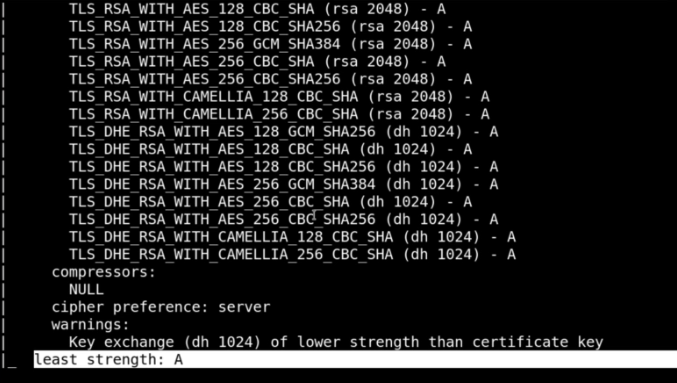 | TLS_RSA_WITH_AES_128_CBC_SHA (rsa 2048) - A
| TLS_RSA_WITH_AES_128_CBC_SHA256 (rsa 2048) - A
| TLS_RSA_WITH_AES_256_GCM_SHA384 (rsa 2048) - A
| TLS_RSA_WITH_AES_256_CBC_SHA (rsa 2048) - A
| TLS_RSA_WITH_AES_256_CBC_SHA256 (rsa 2048) - A
| TLS_RSA_WITH_CAMELLIA_128_CBC_SHA (rsa 2048) - A
| TLS_RSA_WITH_CAMELLIA_256_CBC_SHA (rsa 2048) - A
| TLS_DHE_RSA_WITH_AES_128_GCM_SHA256 (dh 1024) - A
| TLS_DHE_RSA_WITH_AES_128_CBC_SHA (dh 1024) - A
| TLS_DHE_RSA_WITH_AES_128_CBC_SHA256 (dh 1024) - A
| TLS_DHE_RSA_WITH_AES_256_GCM_SHA384 (dh 1024) - A
| TLS_DHE_RSA_WITH_AES_256_CBC_SHA (dh 1024) - A
| TLS_DHE_RSA_WITH_AES_256_CBC_SHA256 (dh 1024) - A
| TLS_DHE_RSA_WITH_CAMELLIA_128_CBC_SHA (dh 1024) - A
| TLS_DHE_RSA_WITH_CAMELLIA_256_CBC_SHA (dh 1024) - A
| compressors:
| NULL
| cipher preference: server
| warnings:
| Key exchange (dh 1024) of lower strength than certificate key
|_ least strength: A